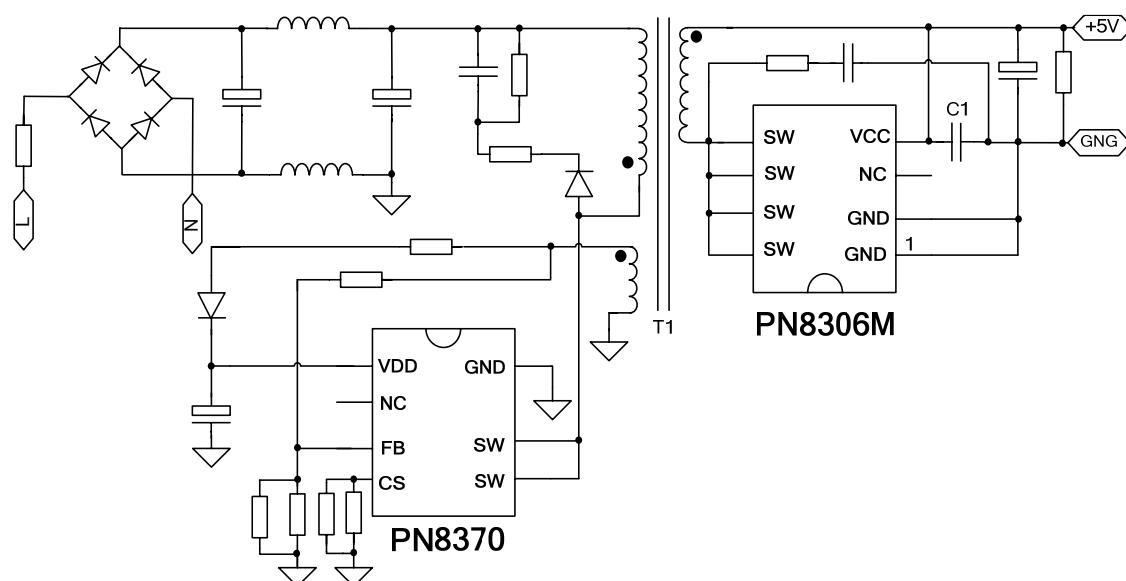 +5V
C1
SW
VCC
GNG
SW
NC
SW
GND
SW
GND
1
L
N
PN8306M
T1
VDD
GND
NC
FB
SW
CS
SW
PN8370